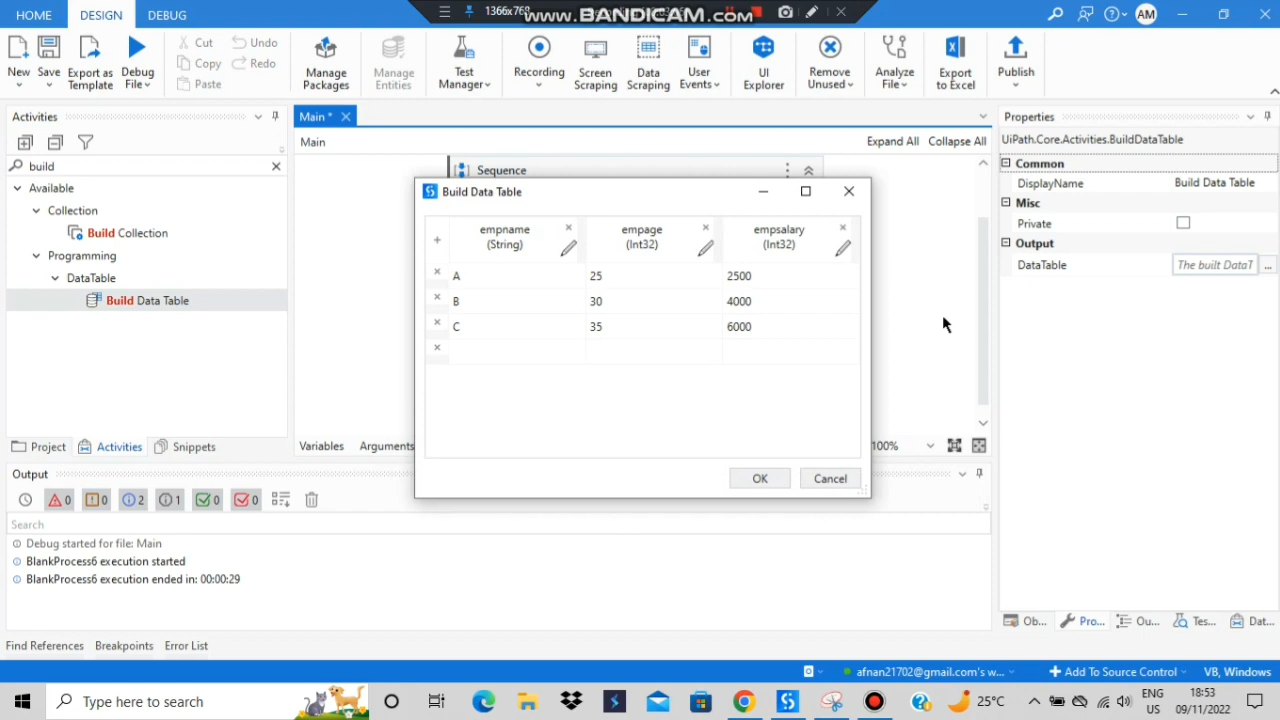 HOME DESIGN DEBUG
1366x768
www.BANDICAM.com
AM
New
Save
Export as Template
Debug File
Cut
Copy
Paste
Undo
Redo
Manage Packages
Manage Entities
Test Manager
Recording
Screen Scraping
Data Scraping
User Events
UI Explorer
Remove Unused
Analyze File
Export to Excel
Publish
Activities
build
Available
Collection
Build Collection
Programming
DataTable
Build Data Table
Project Activities Snippets
Main *
Main
Expand All Collapse All
Sequence
Build Data Table
empname (String) empage (Int32) empsalary (Int32)
A 25 2500
B 30 4000
C 35 6000
OK Cancel
Variables Arguments
100%
Properties
UiPath.Core.Activities.BuildDataTable
Common
DisplayName Build Data Table
Misc
Private
Output
DataTable The built DataT ...
Ob... Pro... Ou... Tes... Dat...
Output
0 0 2 1 0 0
Search
Debug started for file: Main
BlankProcess6 execution started
BlankProcess6 execution ended in: 00:00:29
Find References Breakpoints Error List
afnan21702@gmail.com's w...
Add To Source Control
VB, Windows
Type here to search
25°C
ENG US
18:53
09/11/2022